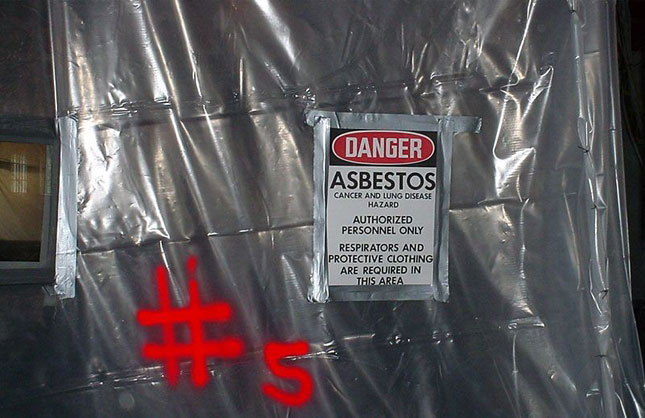 DANGER
ASBESTOS
CANCER AND LUNG DISEASE
HAZARD
AUTHORIZED
PERSONNEL ONLY
RESPIRATORS AND
PROTECTIVE CLOTHING
ARE REQUIRED IN
THIS AREA
#5